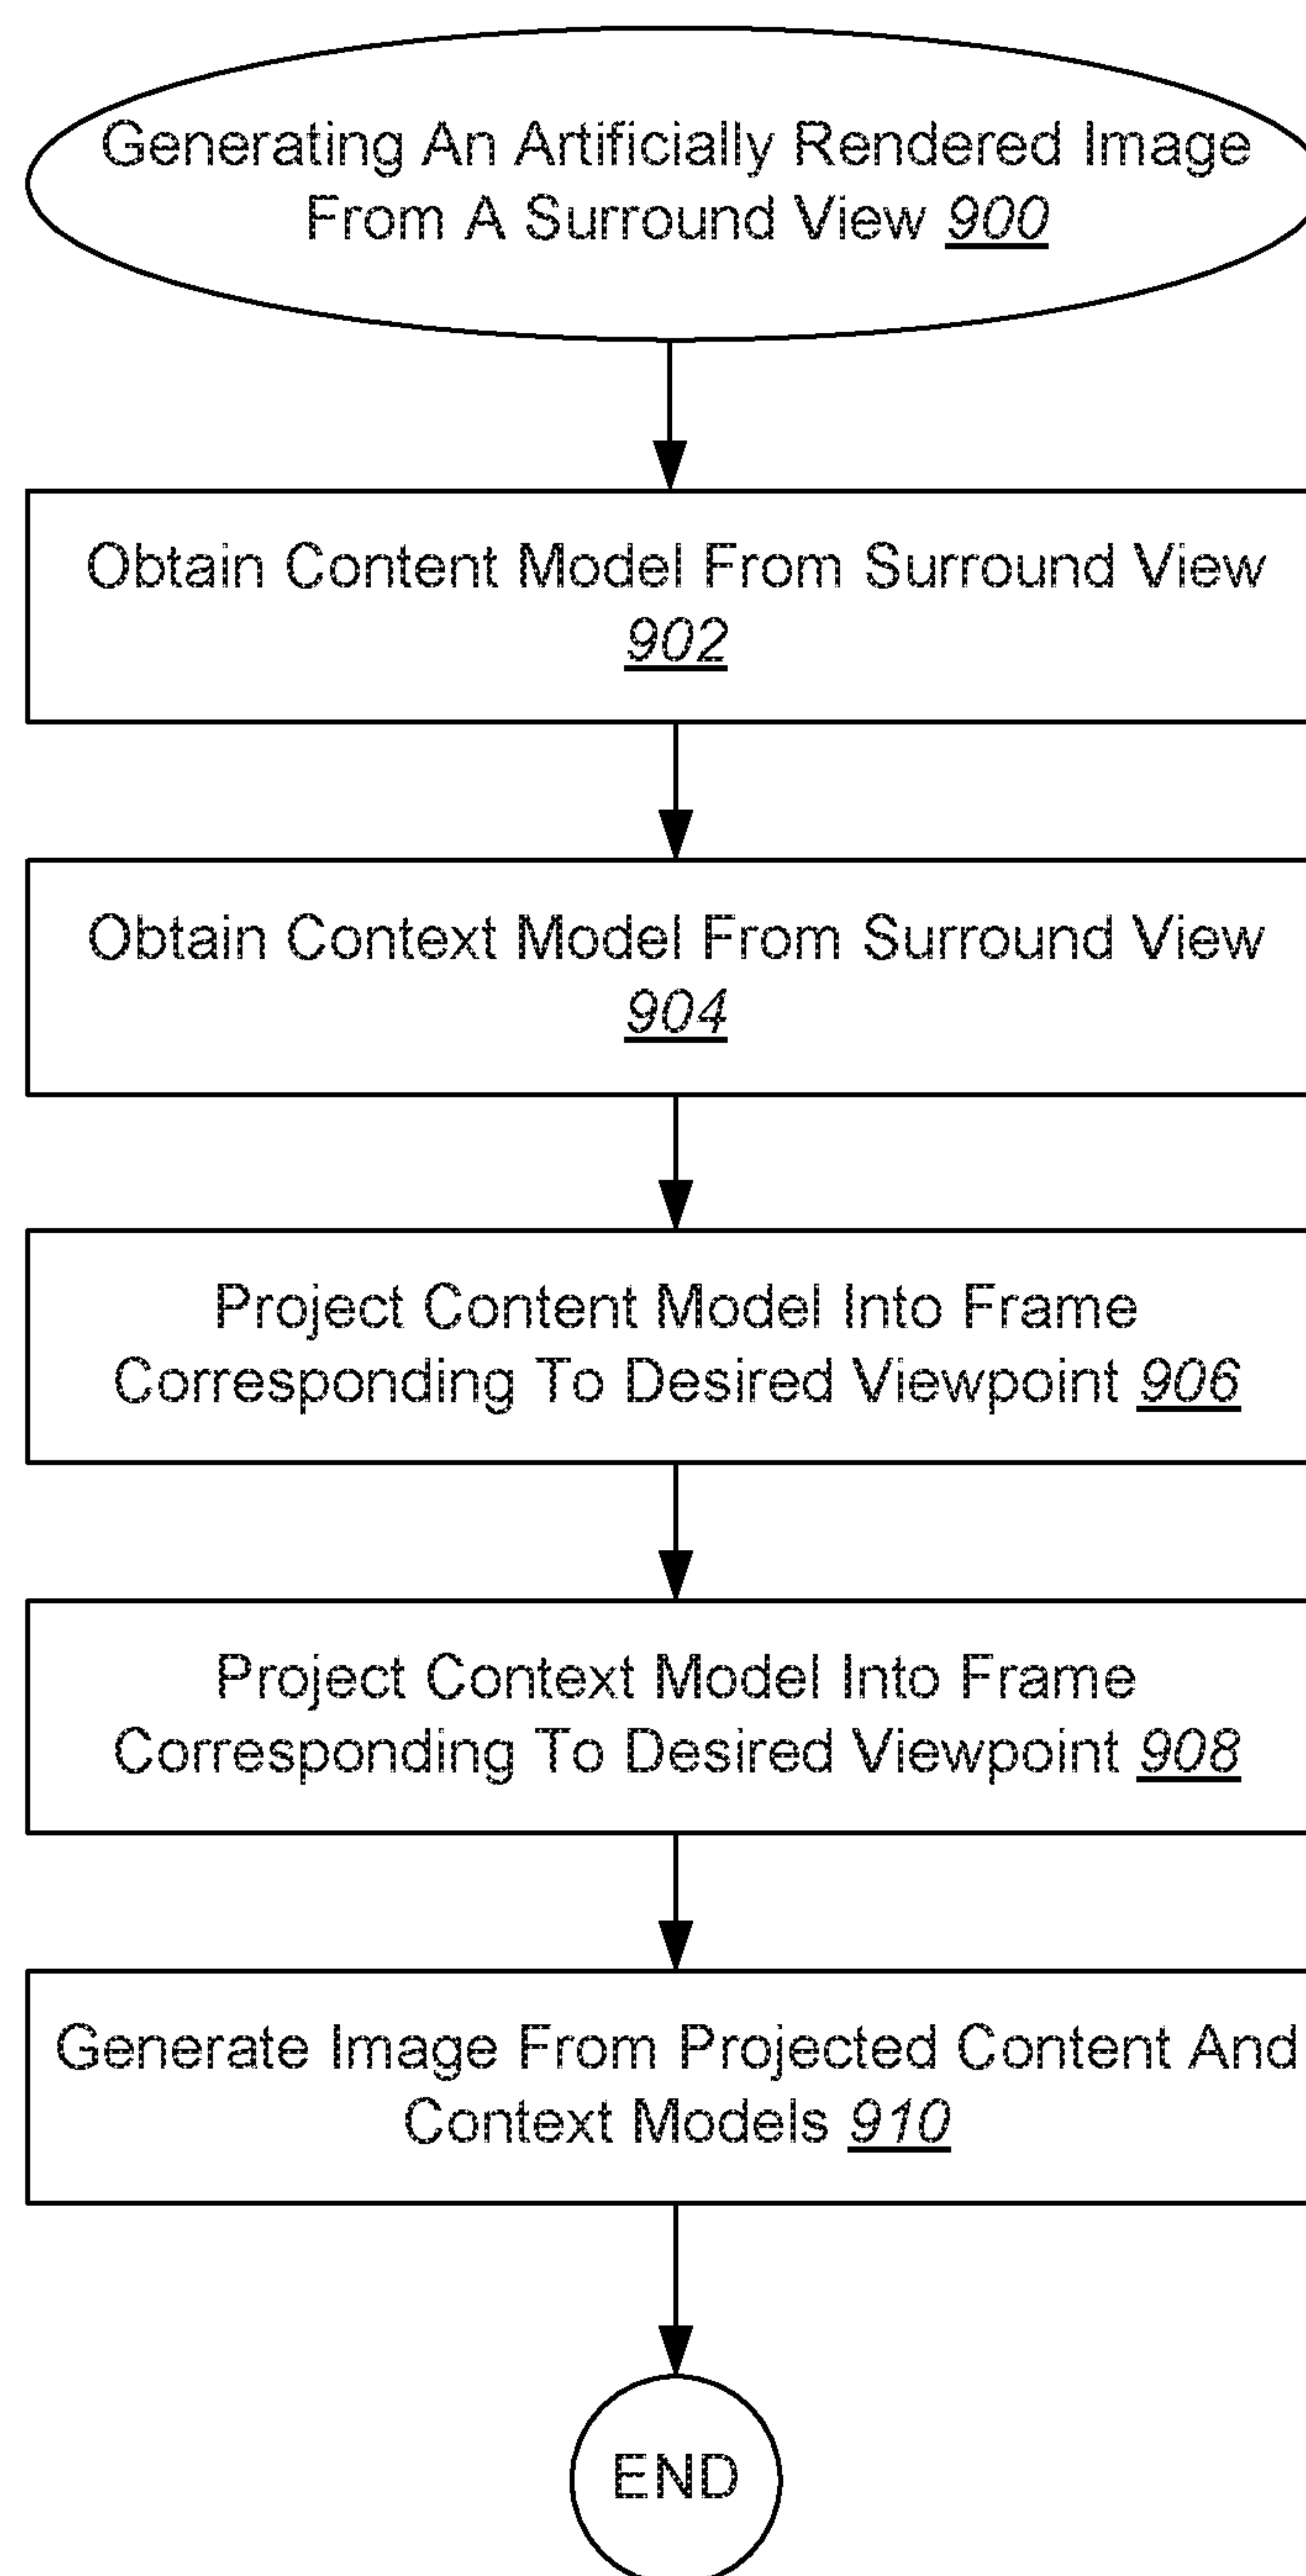 Generating An Artificially Rendered Image
From A Surround View 900
Obtain Content Model From Surround View
902
Obtain Context Model From Surround View
904
Project Content Model Into Frame
Corresponding To Desired Viewpoint 906
Project Context Model Into Frame
Corresponding To Desired Viewpoint 908
Generate Image From Projected Content And
Context Models 910
END